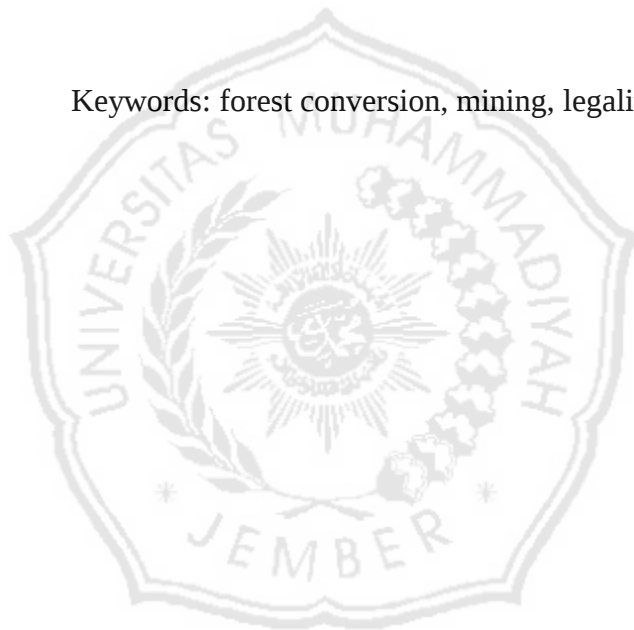 Keywords: forest conversion, mining, legali
UNIVERSITAS MUHAMMADIYAH
JEMBER